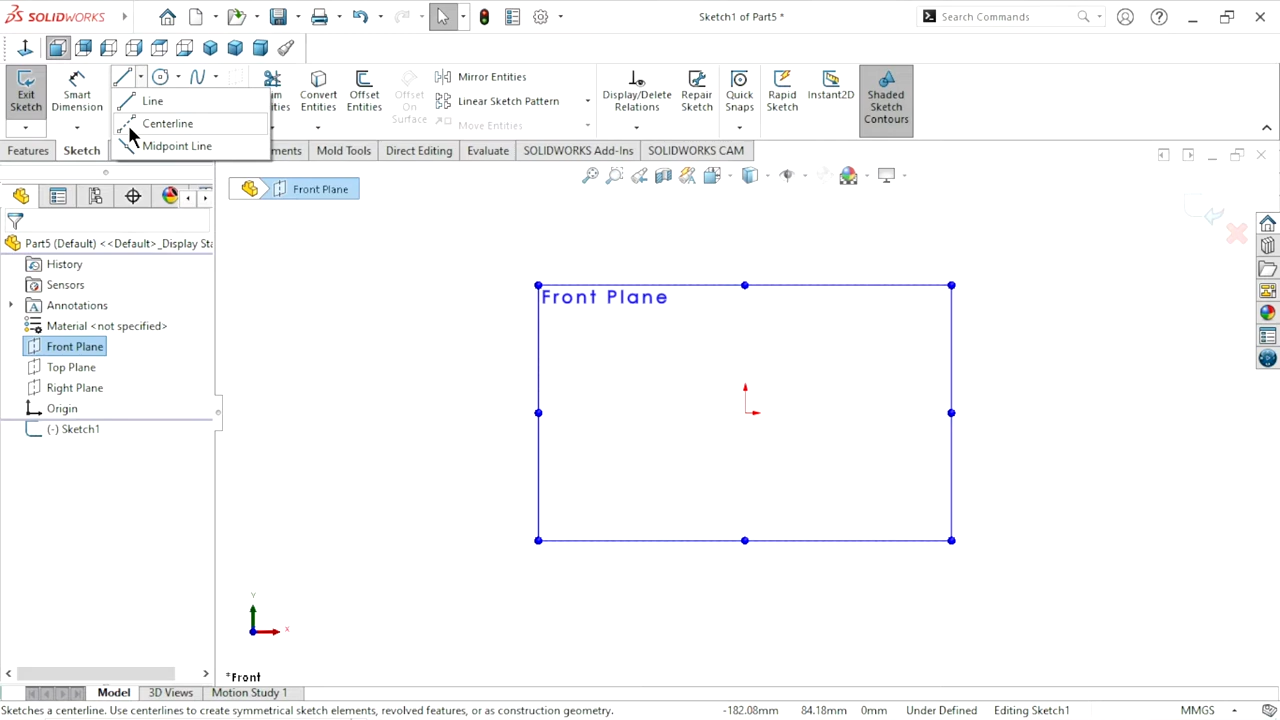 SOLIDWORKS
Sketch1 of Part5 *
Search Commands
Exit Sketch
Smart Dimension
Line
Centerline
Midpoint Line
Convert Entities
Offset Entities
Offset On Surface
Mirror Entities
Linear Sketch Pattern
Move Entities
Display/Delete Relations
Repair Sketch
Quick Snaps
Rapid Sketch
Instant2D
Shaded Sketch Contours
Features
Sketch
Mold Tools
Direct Editing
Evaluate
SOLIDWORKS Add-Ins
SOLIDWORKS CAM
Front Plane
Part5 (Default) <<Default>_Display Sta
History
Sensors
Annotations
Material <not specified>
Front Plane
Top Plane
Right Plane
Origin
(-) Sketch1
Front Plane
Y
X
*Front
Model
3D Views
Motion Study 1
Sketches a centerline. Use centerlines to create symmetrical sketch elements, revolved features, or as construction geometry.
-182.08mm
84.18mm
0mm
Under Defined
Editing Sketch1
MMGS